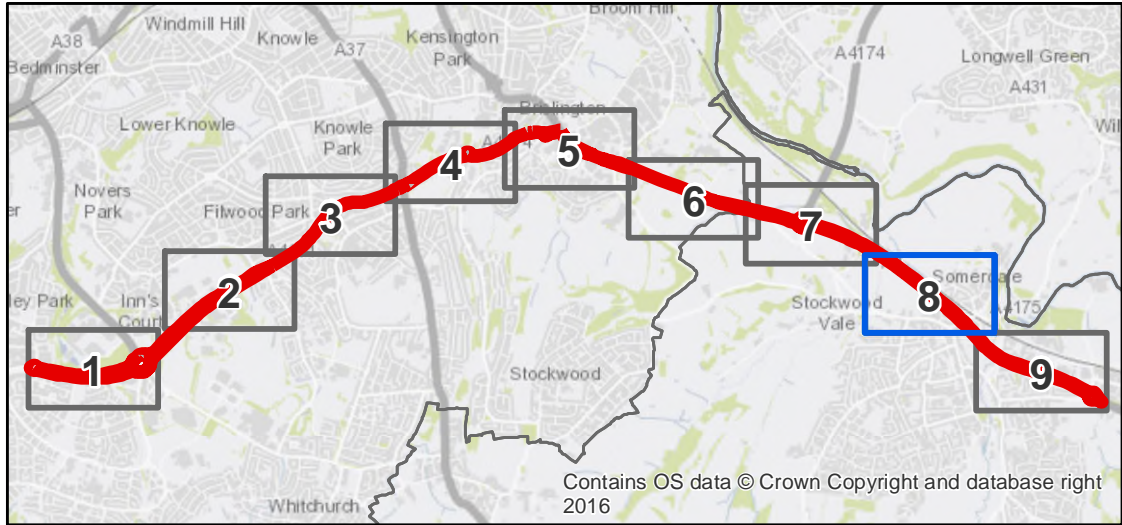 Windmill Hill
Broom Hill
A38
Knowle
A37
Kensington
Park
A4174
Longwell Green
Bedminster
A431
Brislington
Lower Knowle
Knowle
Park
4
5
Novers
Park
6
Filwood Park
3
7
Inn's
Court
2
Somerdale
8
Stockwood
Vale
A4175
1
Stockwood
9
Whitchurch
Contains OS data © Crown Copyright and database right
2016